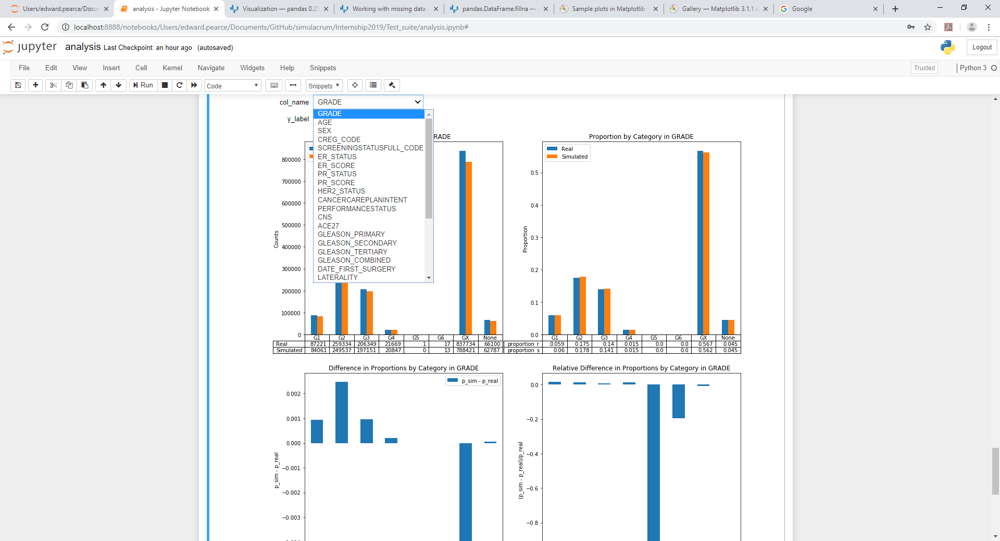 Users/edward.pearce/Docu
analysis - Jupyter Notebook
Visualization — pandas 0.25
Working with missing data
pandas.DataFrame.fillna —
Sample plots in Matplotlib
Gallery — Matplotlib 3.1.1 d
Google
localhost:8888/notebooks/Users/edward.pearce/Documents/GitHub/simulacrum/Internship2019/Test_suite/analysis.ipynb#
jupyter analysis Last Checkpoint: an hour ago (autosaved)
Logout
File Edit View Insert Cell Kernel Navigate Widgets Help Snippets
Trusted
Python 3
Run
Code
Snippets
col_name GRADE
y_label
GRADE
AGE
SEX
CREG_CODE
SCREENINGSTATUSFULL_CODE
ER_STATUS
ER_SCORE
PR_STATUS
PR_SCORE
HER2_STATUS
CANCERCAREPLANINTENT
PERFORMANCESTATUS
CNS
ACE27
GLEASON_PRIMARY
GLEASON_SECONDARY
GLEASON_TERTIARY
GLEASON_COMBINED
DATE_FIRST_SURGERY
LATERALITY
RADE
Counts
800000
700000
600000
500000
400000
300000
200000
100000
0
G1 G2 G3 G4 G5 G6 GX None
Real 87221 259334 206349 21669 1 17 837734 66100
Simulated 84061 249537 197151 20847 0 13 788421 62787
Proportion by Category in GRADE
Real
Simulated
Proportion
0.5
0.4
0.3
0.2
0.1
0.0
G1 G2 G3 G4 G5 G6 GX None
proportion r 0.059 0.175 0.14 0.015 0.0 0.0 0.567 0.045
proportion s 0.06 0.178 0.141 0.015 0.0 0.0 0.562 0.045
Difference in Proportions by Category in GRADE
p_sim - p_real
p_sim - p_real
0.002
0.001
0.000
−0.001
−0.002
−0.003
Relative Difference in Proportions by Category in GRADE
(p_sim - p_real)/p_real
0.0
−0.2
−0.4
−0.6
−0.8